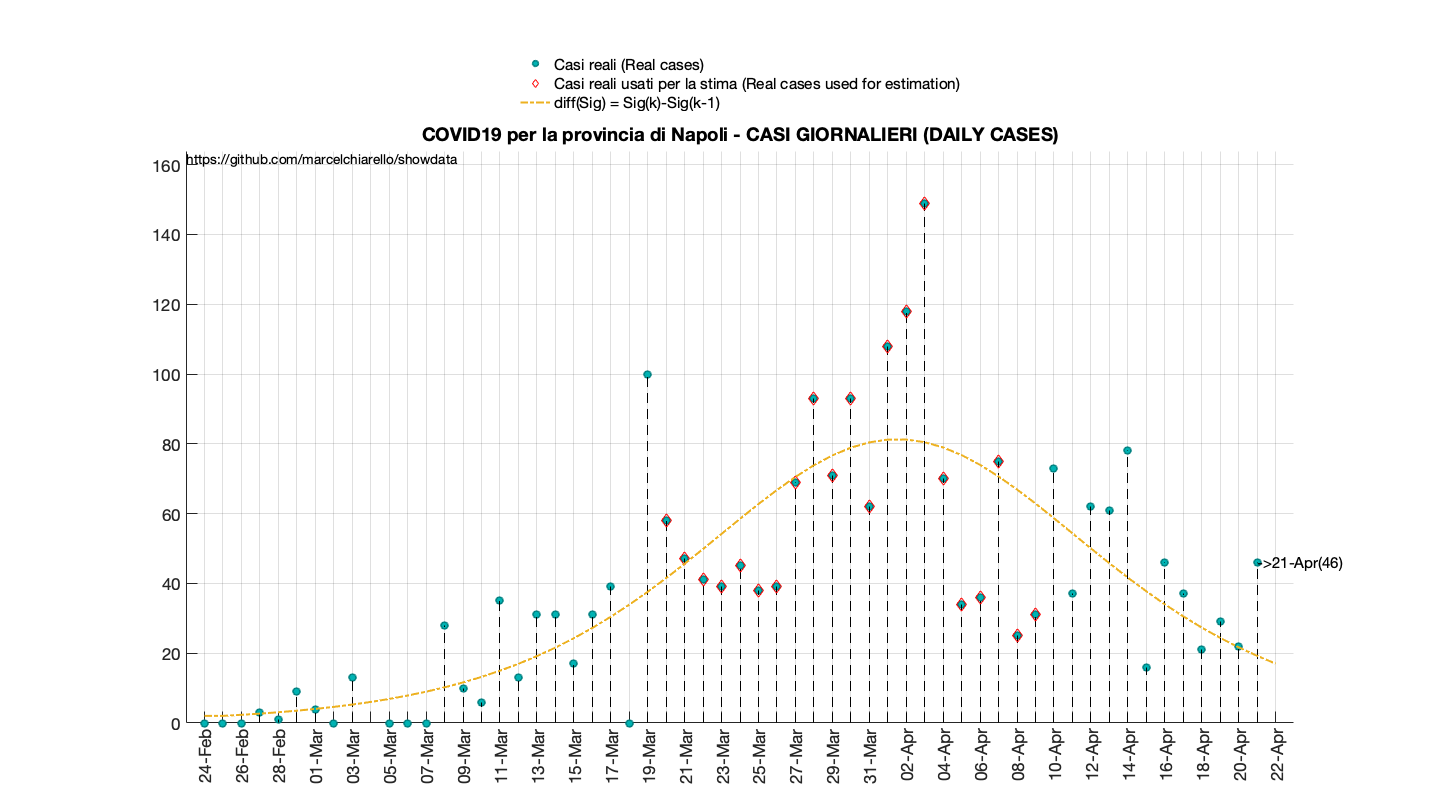 Casi reali (Real cases)
Casi reali usati per la stima (Real cases used for estimation)
diff(Sig) = Sig(k)-Sig(k-1)
COVID19 per la provincia di Napoli - CASI GIORNALIERI (DAILY CASES)
https://github.com/marcelchiarello/showdata
160
140
120
100
80
60
40
20
0
->21-Apr(46)
24-Feb
26-Feb
28-Feb
01-Mar
03-Mar
05-Mar
07-Mar
09-Mar
11-Mar
13-Mar
15-Mar
17-Mar
19-Mar
21-Mar
23-Mar
25-Mar
27-Mar
29-Mar
31-Mar
02-Apr
04-Apr
06-Apr
08-Apr
10-Apr
12-Apr
14-Apr
16-Apr
18-Apr
20-Apr
22-Apr